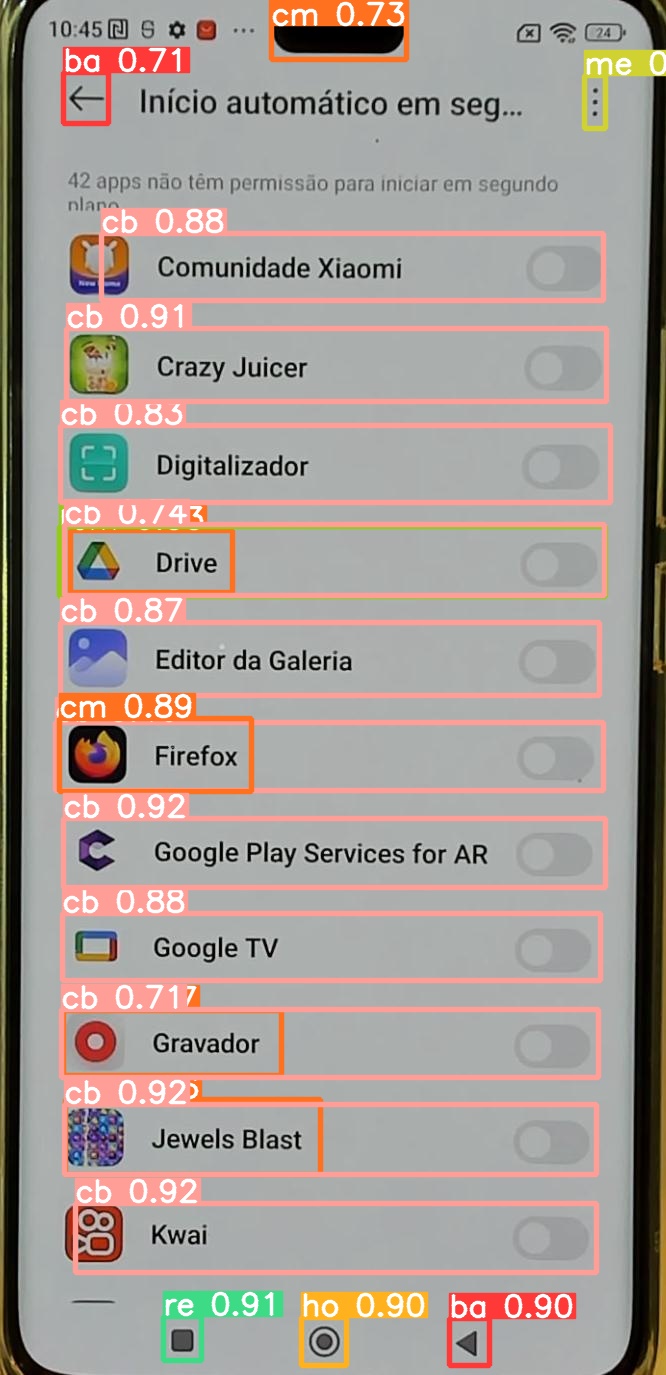 cm 0.73
10:45
24
ba 0.71
me 0
Início automático em seg...
42 apps não têm permissão para iniciar em segundo
plano
cb 0.88
Comunidade Xiaomi
cb 0.91
Crazy Juicer
cb 0.83
Digitalizador
cb 0.74
Drive
cb 0.87
Editor da Galeria
cm 0.89
Firefox
cb 0.92
Google Play Services for AR
cb 0.88
Google TV
cb 0.71
Gravador
cb 0.92
Jewels Blast
cb 0.92
Kwai
re 0.91
ho 0.90
ba 0.90